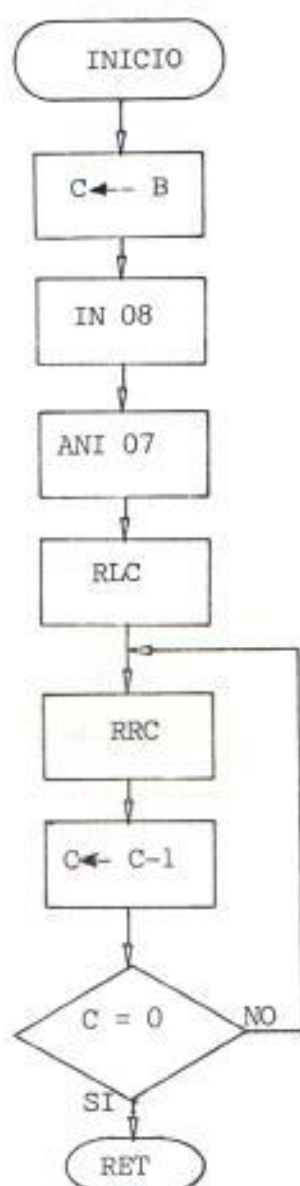 INICIO
C ← B
IN 08
ANI 07
RLC
RRC
C ← C-1
C = 0
NO
SI
RET